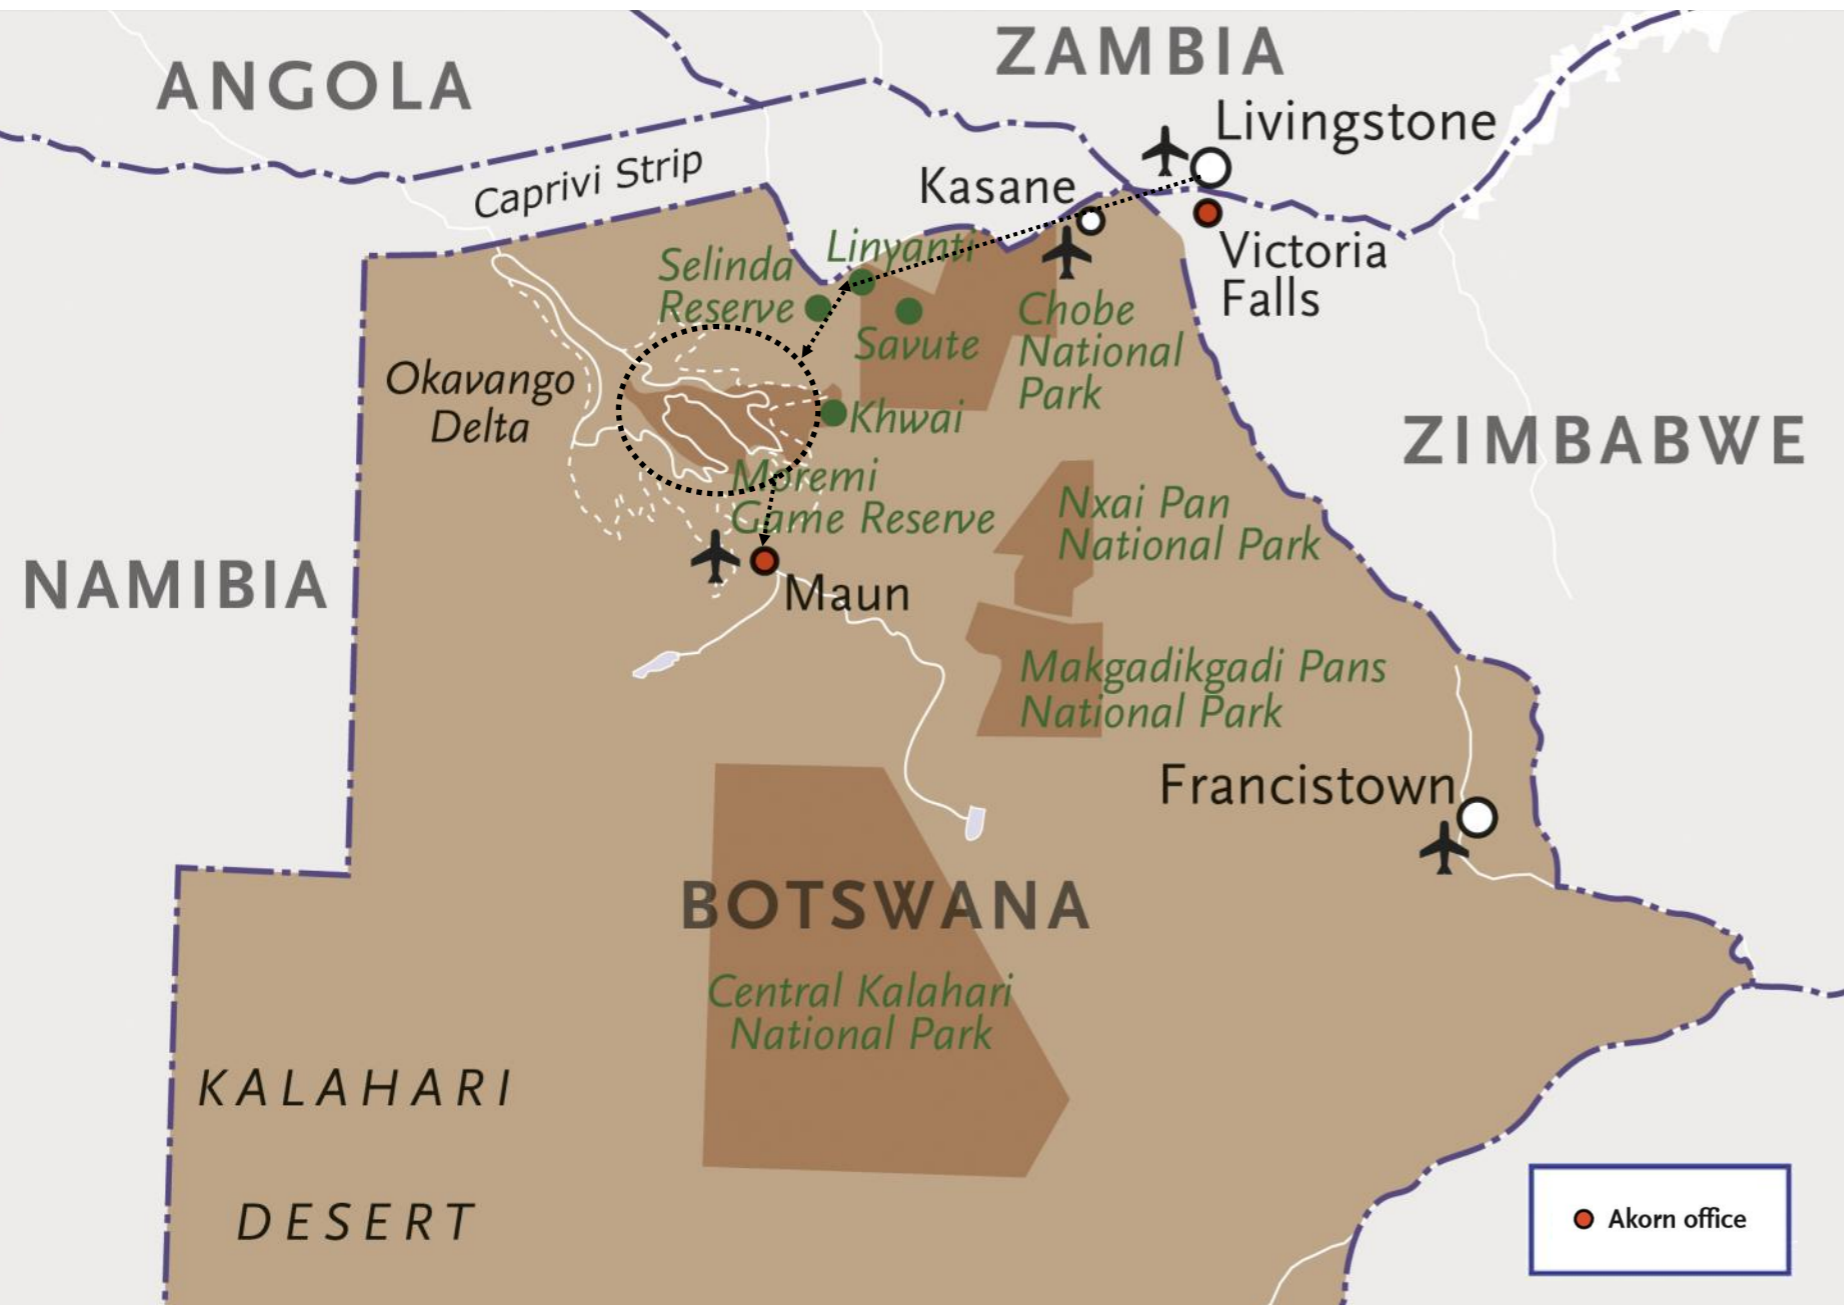 ZAMBIA
ANGOLA
Livingstone
Caprivi Strip
Kasane
Linyanti
Selinda
Reserve
Victoria
Falls
Chobe
National
Park
Savute
Okavango
Delta
Khwai
ZIMBABWE
Moremi
Game Reserve
Nxai Pan
National Park
NAMIBIA
Maun
Makgadikgadi Pans
National Park
Francistown
BOTSWANA
Central Kalahari
National Park
KALAHARI
DESERT
Akorn office